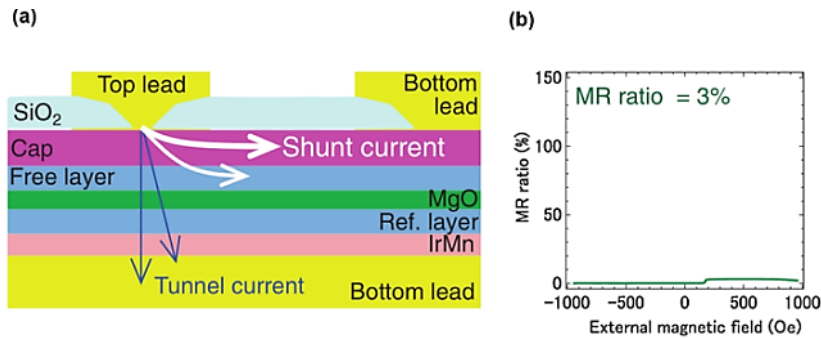 (a)
Top lead
Bottom
lead
SiO₂
Cap
Shunt current
Free layer
MgO
Ref. layer
IrMn
Tunnel current
Bottom lead
(b)
150
MR ratio = 3%
100
50
0
MR ratio (%)
-1000
-500
0
500
1000
External magnetic field (Oe)